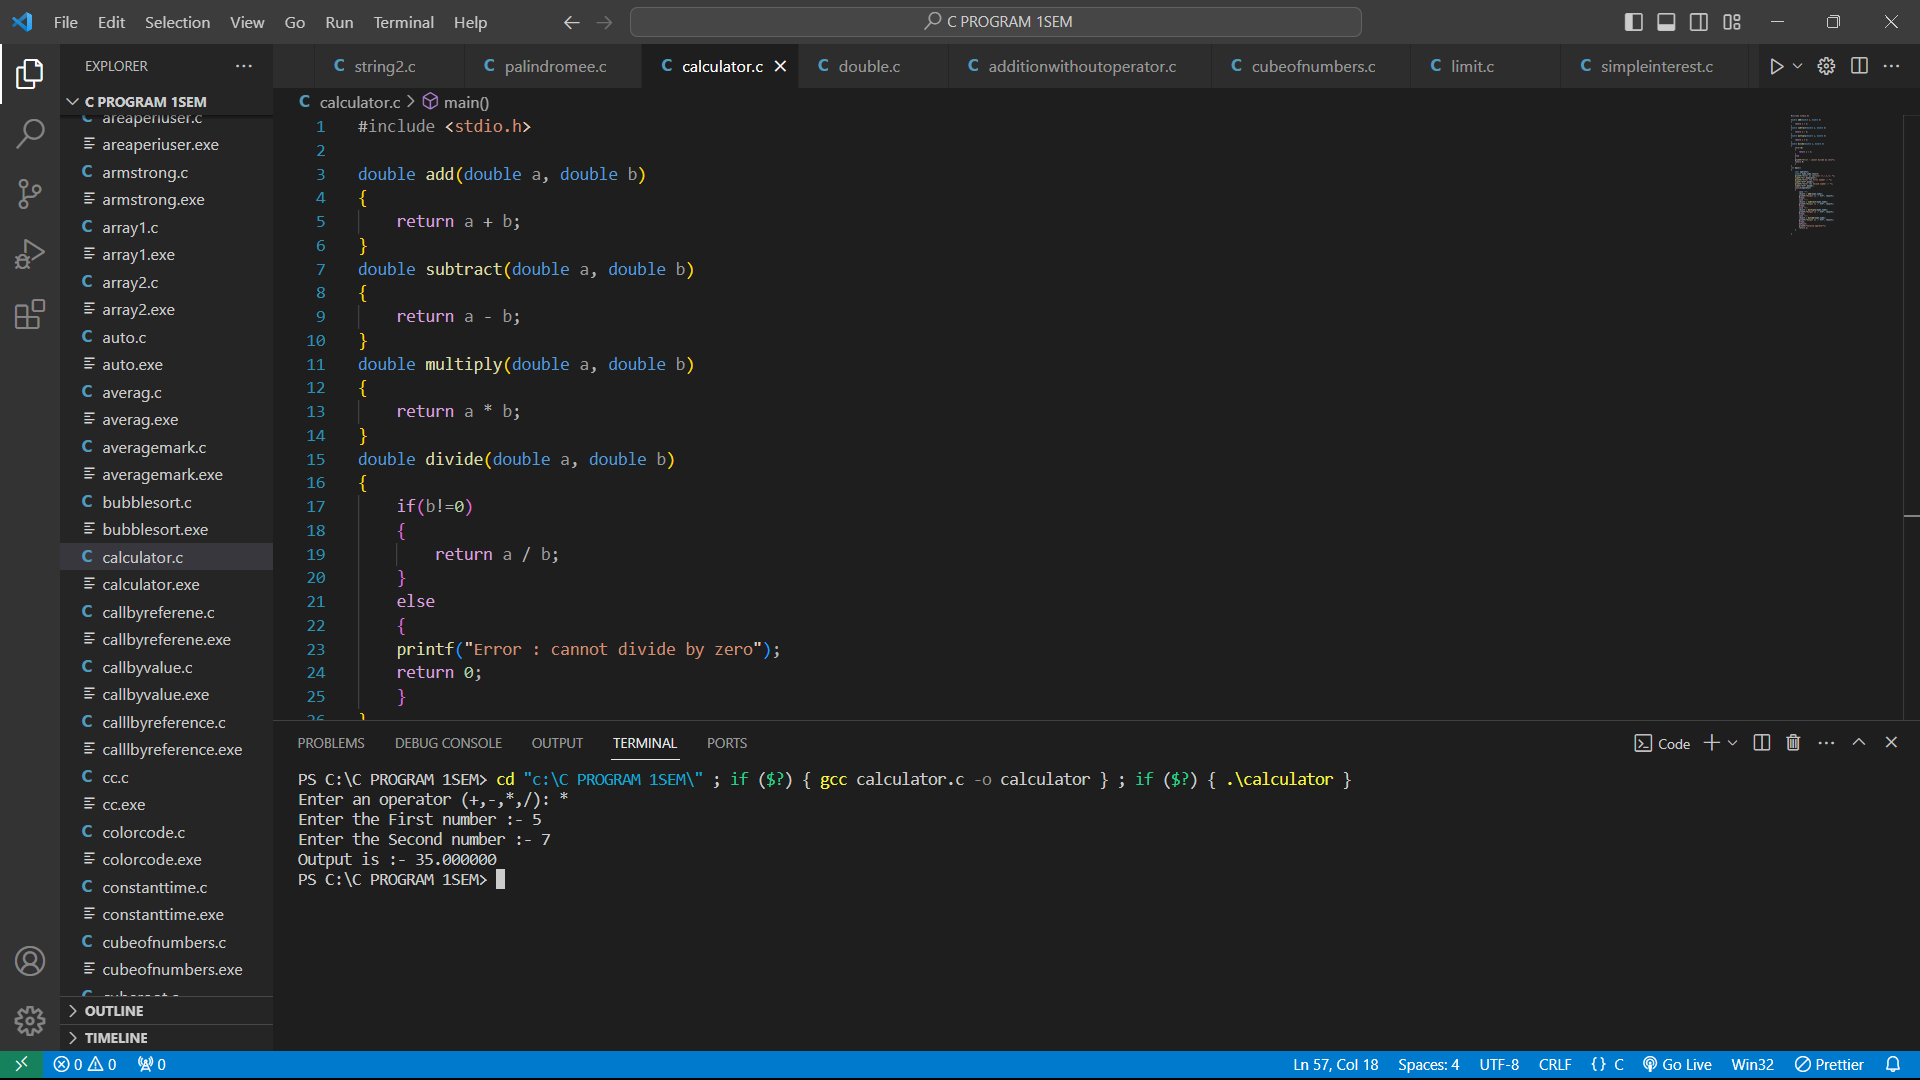 File Edit Selection View Go Run Terminal Help
C PROGRAM 1SEM
EXPLORER
C PROGRAM 1SEM
areaperiuser.c
areaperiuser.exe
armstrong.c
armstrong.exe
array1.c
array1.exe
array2.c
array2.exe
auto.c
auto.exe
averag.c
averag.exe
averagemark.c
averagemark.exe
bubblesort.c
bubblesort.exe
calculator.c
calculator.exe
callbyreferene.c
callbyreferene.exe
callbyvalue.c
callbyvalue.exe
calllbyreference.c
calllbyreference.exe
cc.c
cc.exe
colorcode.c
colorcode.exe
constanttime.c
constanttime.exe
cubeofnumbers.c
cubeofnumbers.exe
OUTLINE
TIMELINE
C string2.c C palindromee.c C calculator.c C double.c C additionwithoutoperator.c C cubeofnumbers.c C limit.c C simpleinterest.c
C calculator.c > main()
1 #include <stdio.h>
2
3 double add(double a, double b)
4 {
5 return a + b;
6 }
7 double subtract(double a, double b)
8 {
9 return a - b;
10 }
11 double multiply(double a, double b)
12 {
13 return a * b;
14 }
15 double divide(double a, double b)
16 {
17 if(b!=0)
18 {
19 return a / b;
20 }
21 else
22 {
23 printf("Error : cannot divide by zero");
24 return 0;
25 }
26 }
PROBLEMS DEBUG CONSOLE OUTPUT TERMINAL PORTS
Code
PS C:\C PROGRAM 1SEM> cd "c:\C PROGRAM 1SEM\" ; if ($?) { gcc calculator.c -o calculator } ; if ($?) { .\calculator }
Enter an operator (+,-,*,/): *
Enter the First number :- 5
Enter the Second number :- 7
Output is :- 35.000000
PS C:\C PROGRAM 1SEM>
0 0 0
Ln 57, Col 18 Spaces: 4 UTF-8 CRLF {} C Go Live Win32 Prettier